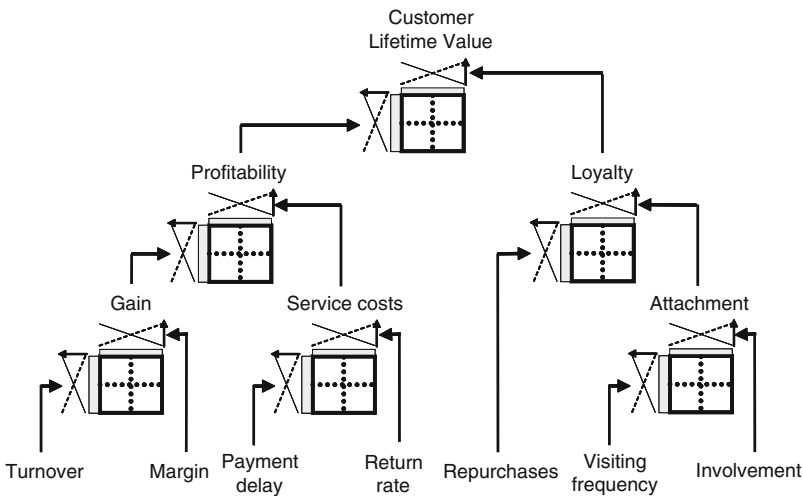 Customer
Lifetime Value
Profitability
Loyalty
Gain
Service costs
Attachment
Turnover
Margin
Payment
delay
Return
rate
Repurchases
Visiting
frequency
Involvement